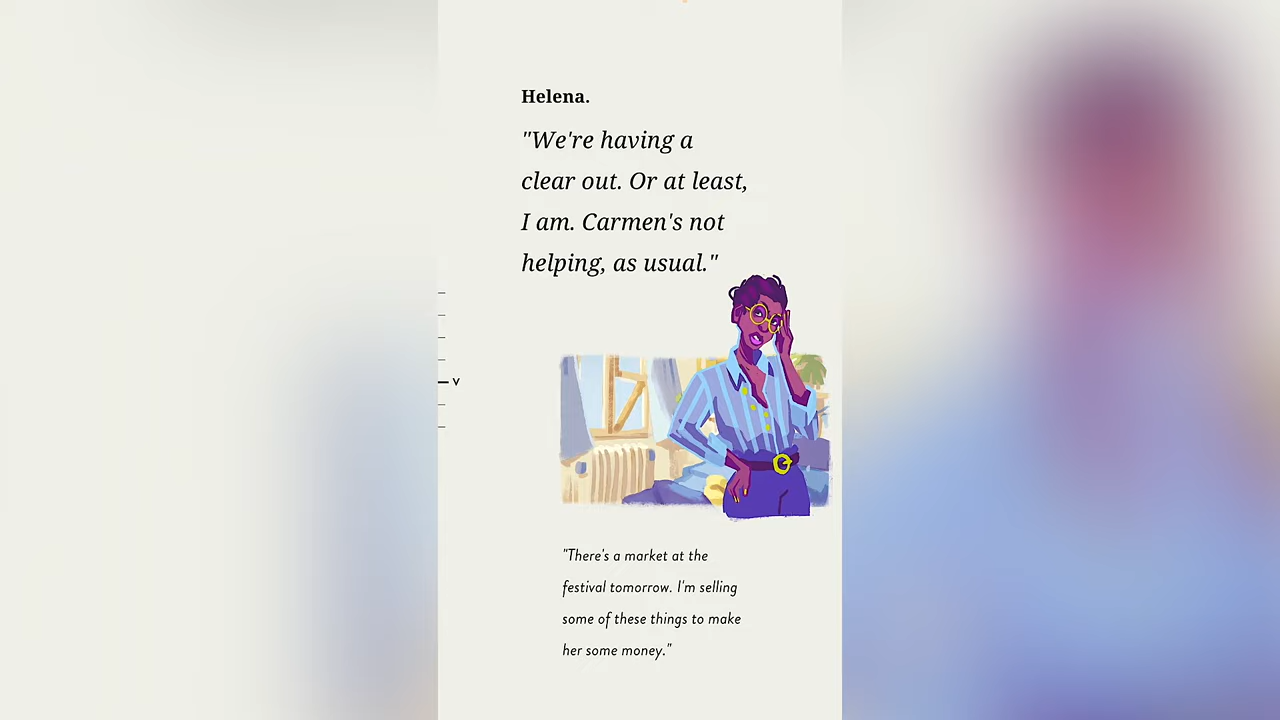 Helena.
"We're having a
clear out. Or at least,
I am. Carmen's not
helping, as usual."
V
"There's a market at the
festival tomorrow. I'm selling
some of these things to make
her some money."